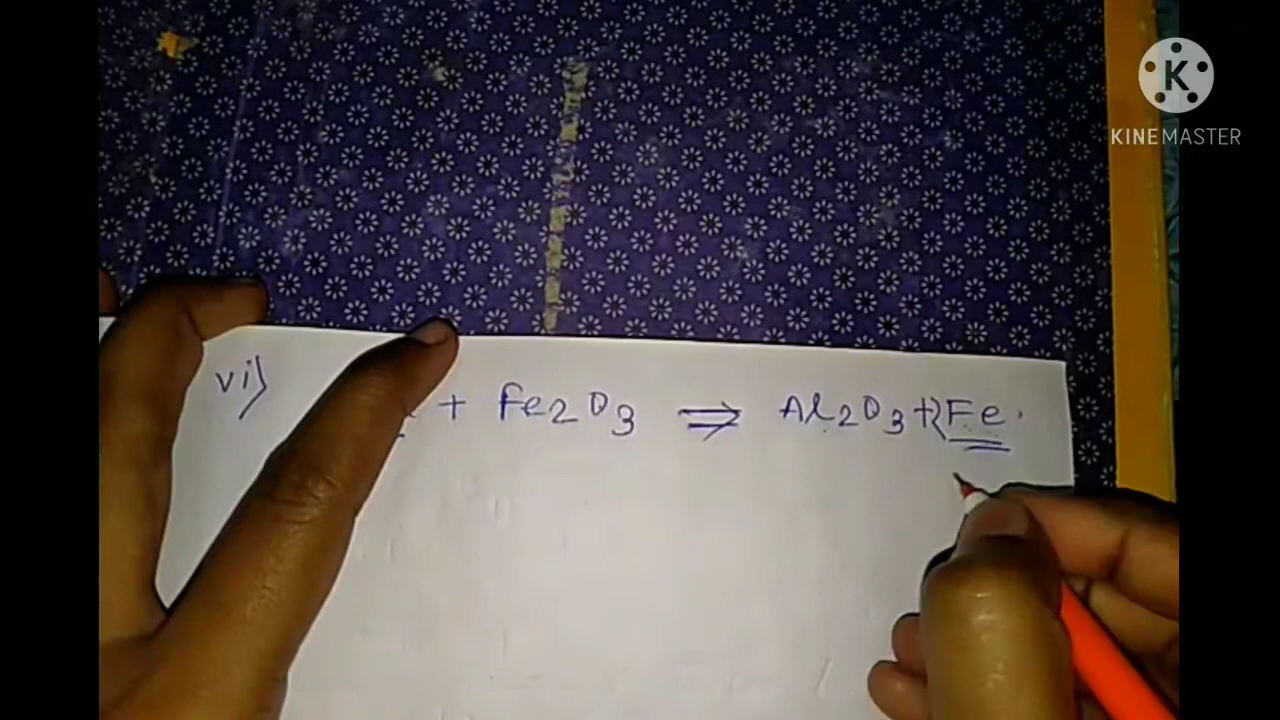 K
KINEMASTER
vi) + Fe2O3 ⇒ Al2O3 + 2Fe